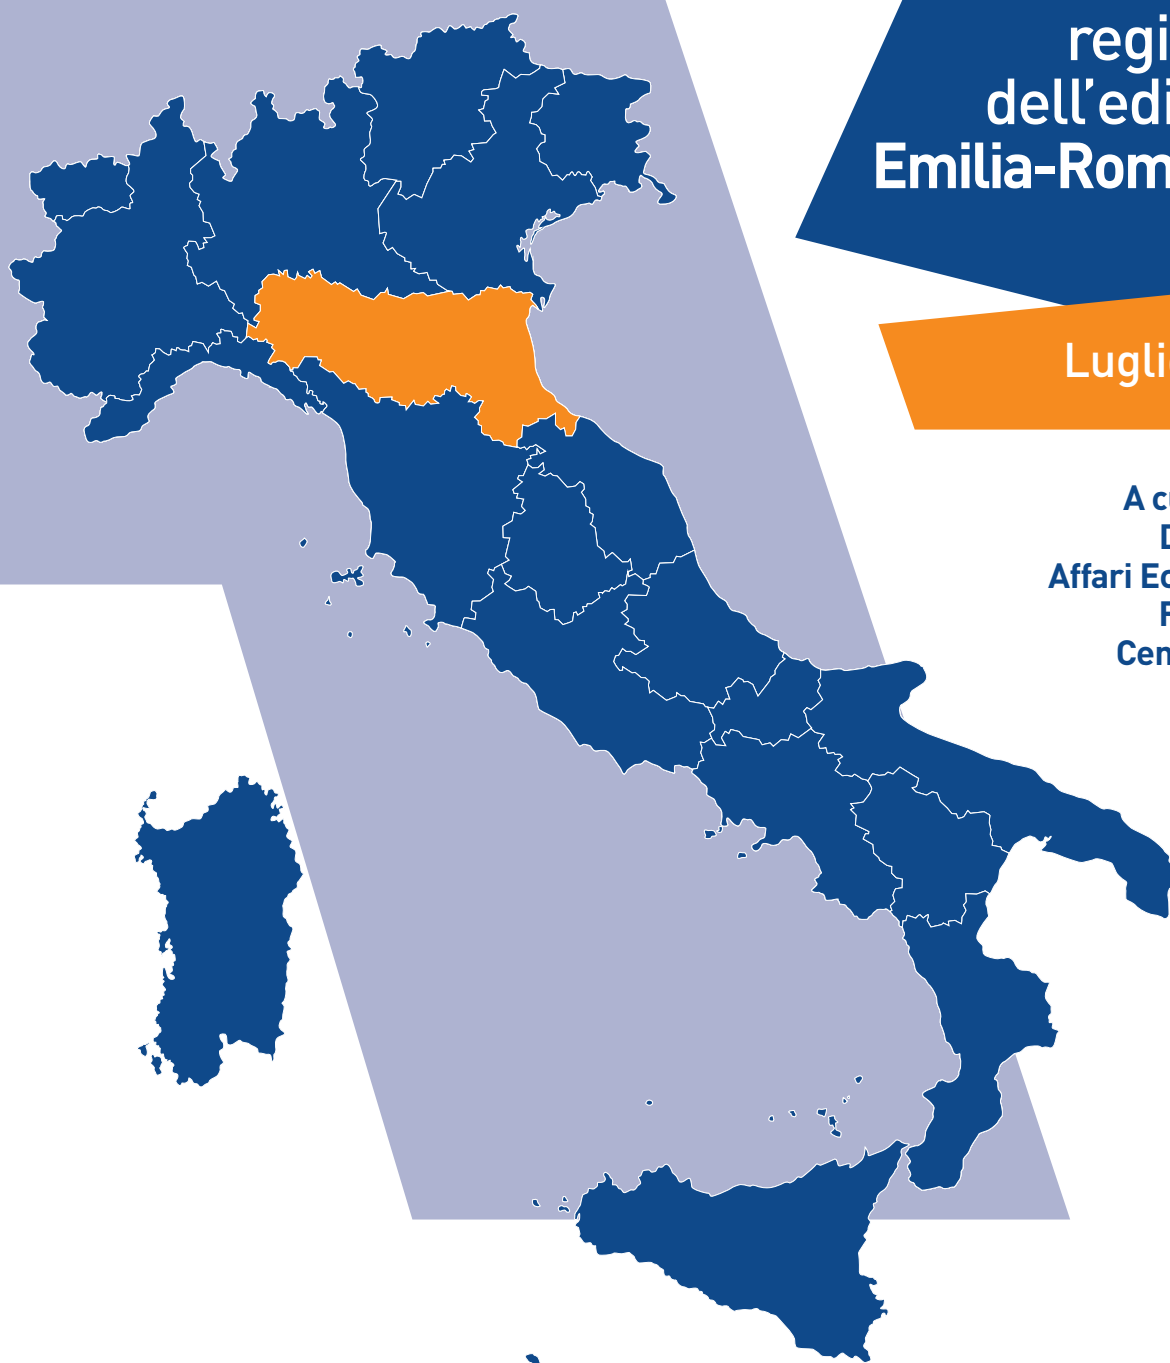 regi
dell'edi
Emilia-Rom
Lugli
A cu
D
Affari Ec
F
Cen